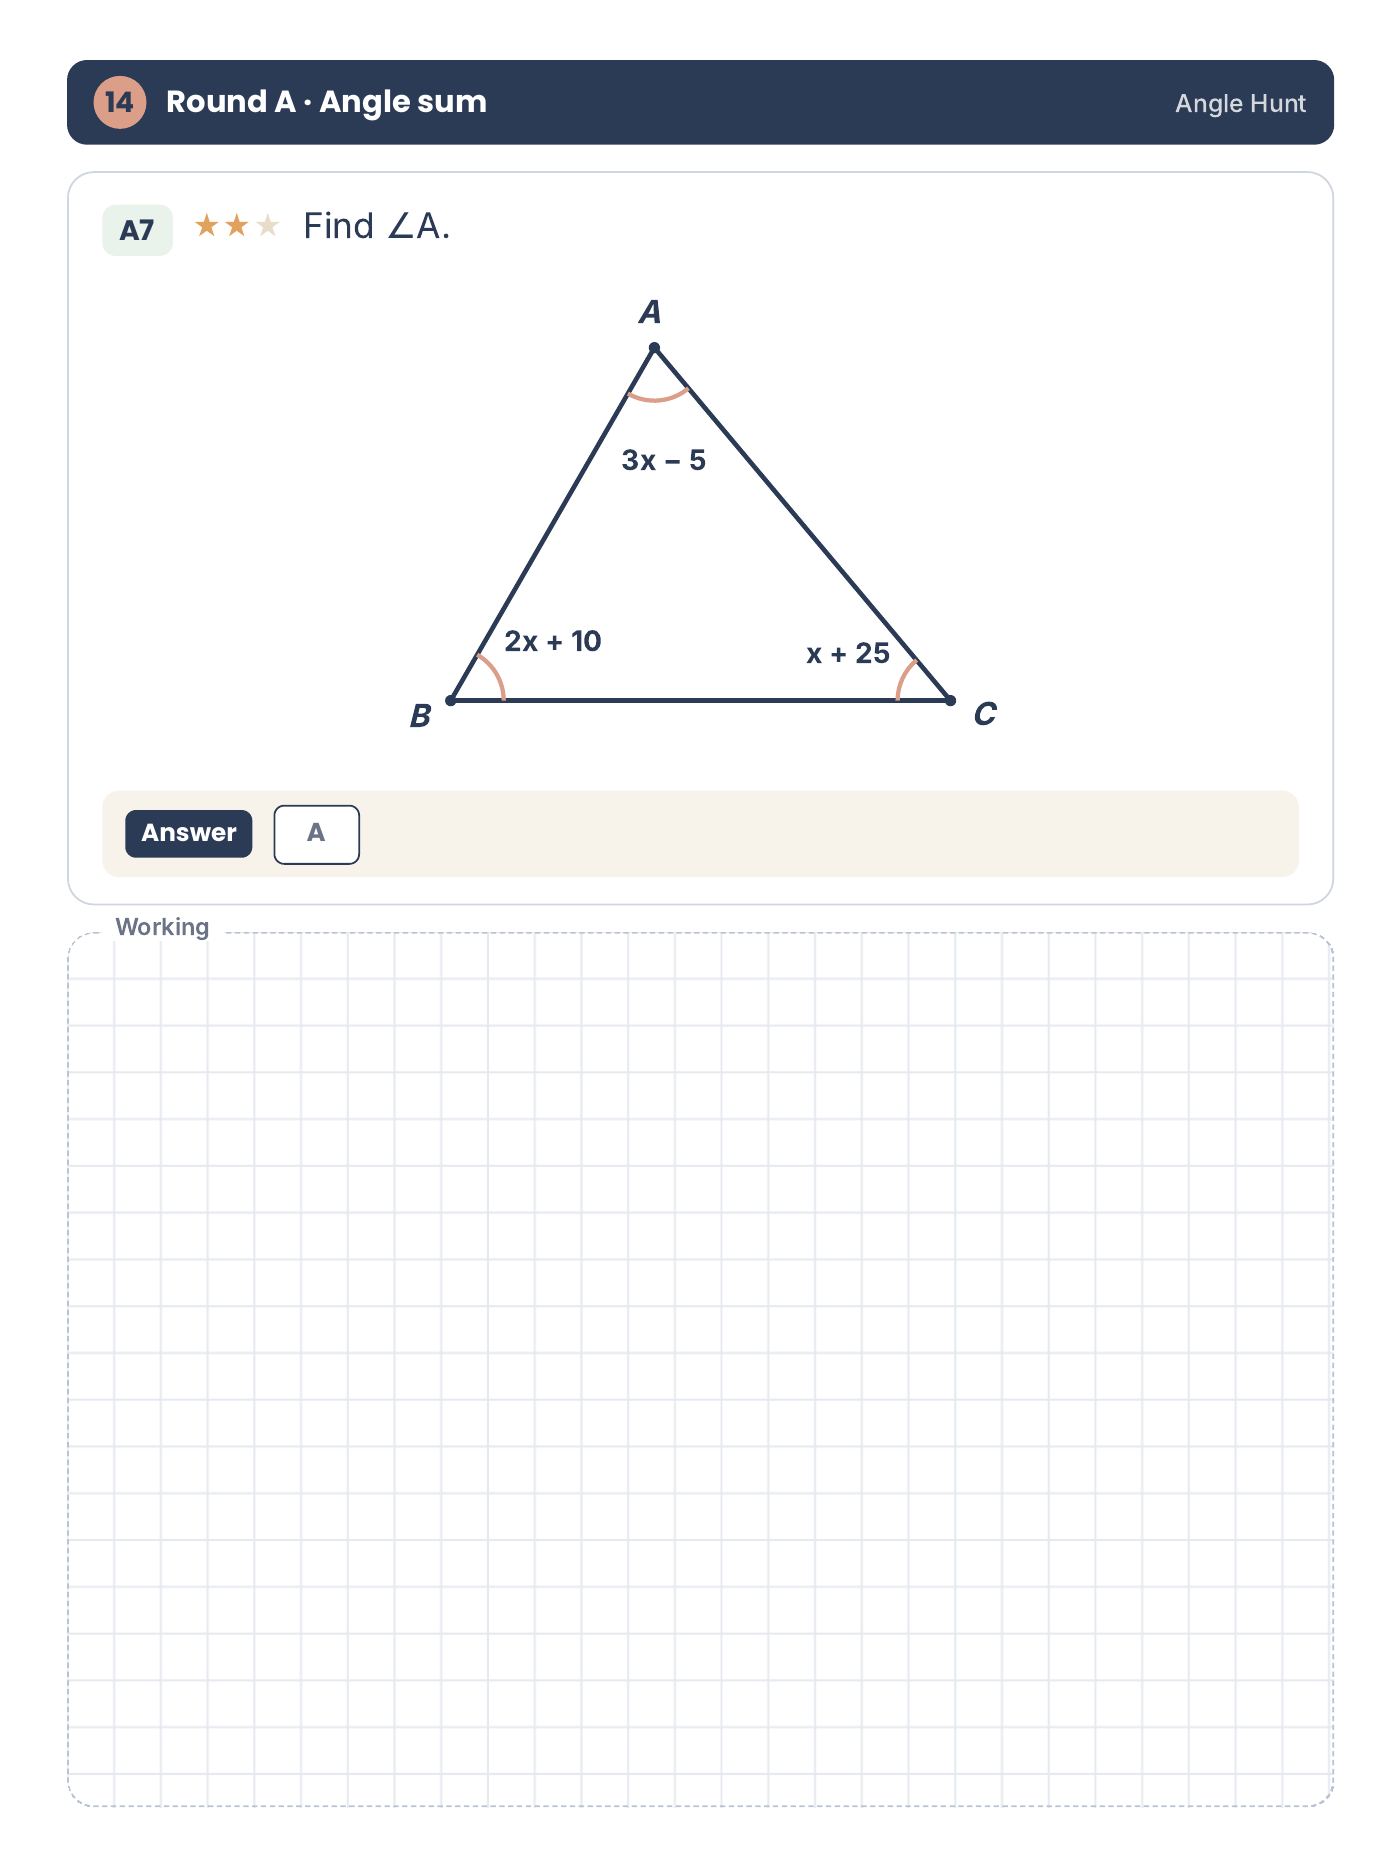 14 Round A · Angle sum Angle Hunt
A7 ★★★ Find ∠A.
A
3x – 5
2x + 10
x + 25
B
C
Answer A
Working